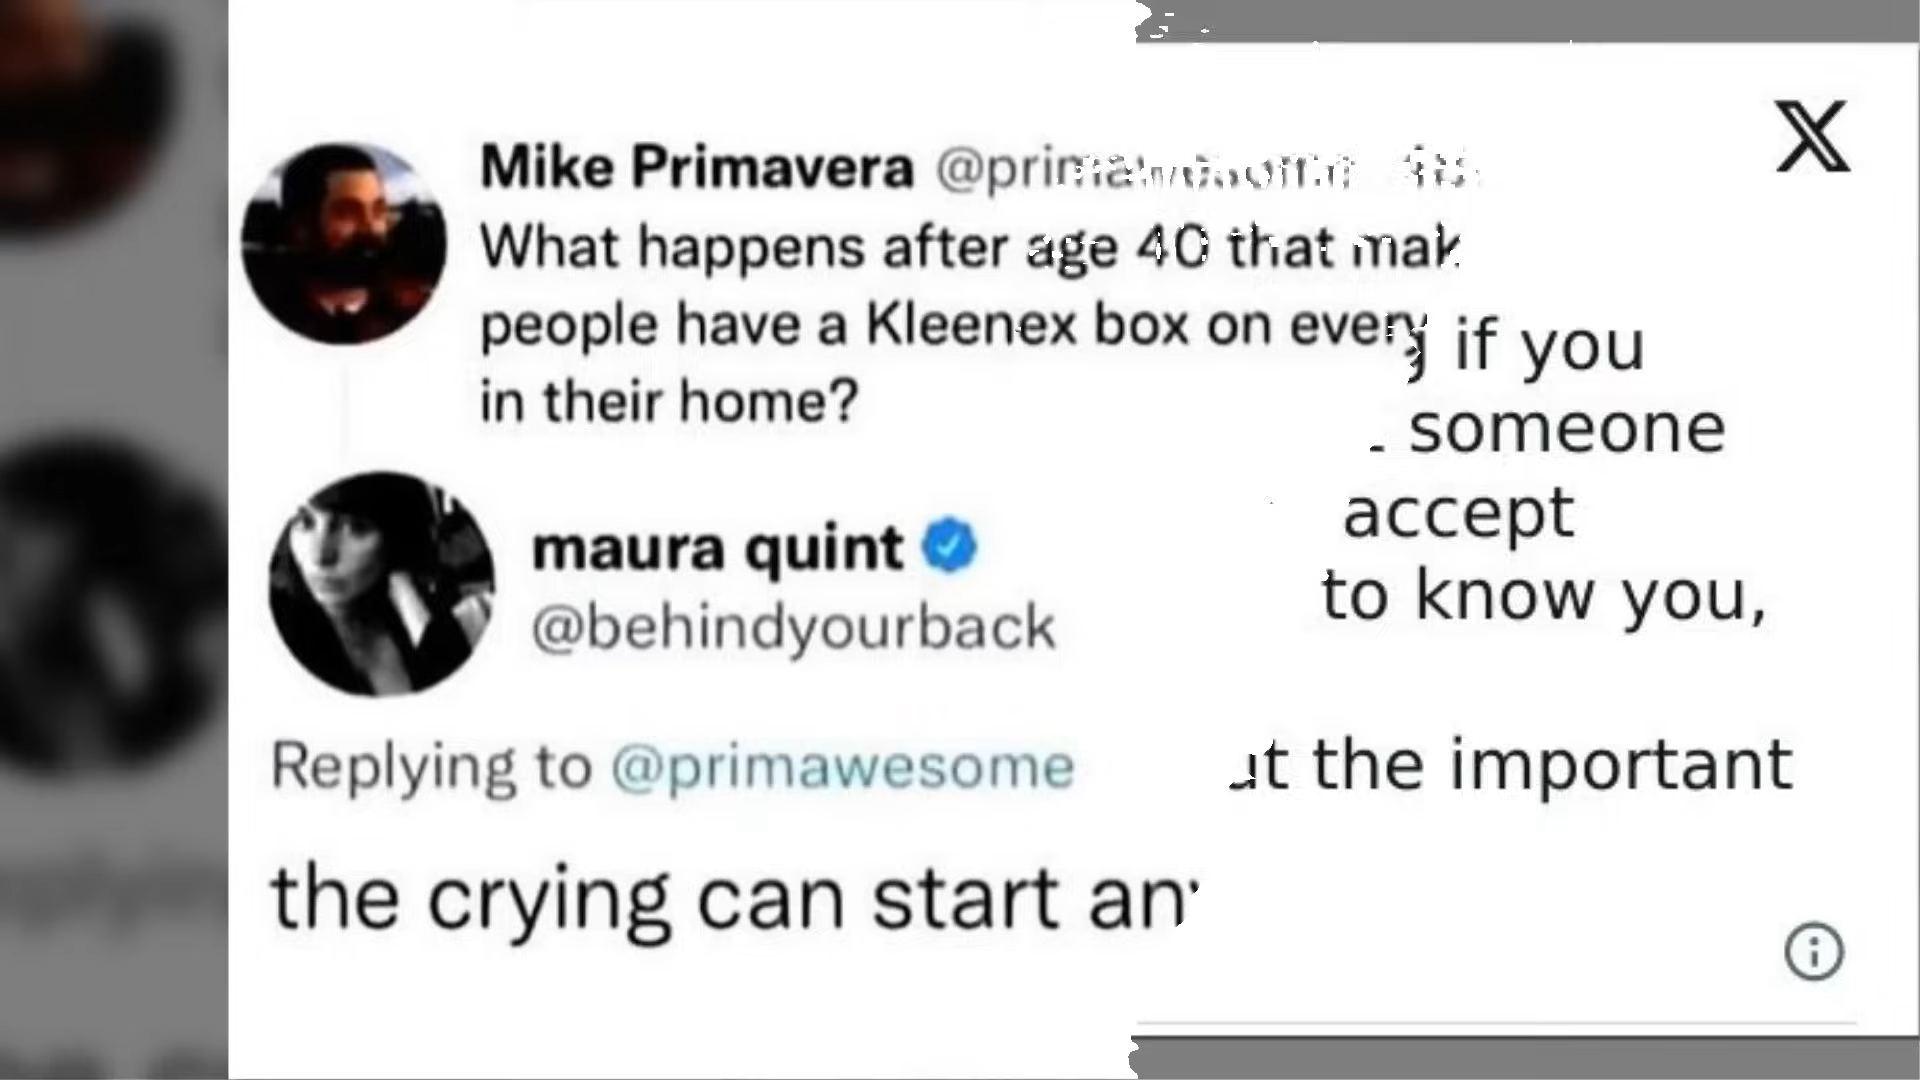 Mike Primavera
What happens after age 40 that
people have a Kleenex box on every
in their home?
if you
someone
accept
to know you,
maura quint
@behindyourback
Replying to @primawesome
the important
the crying can start